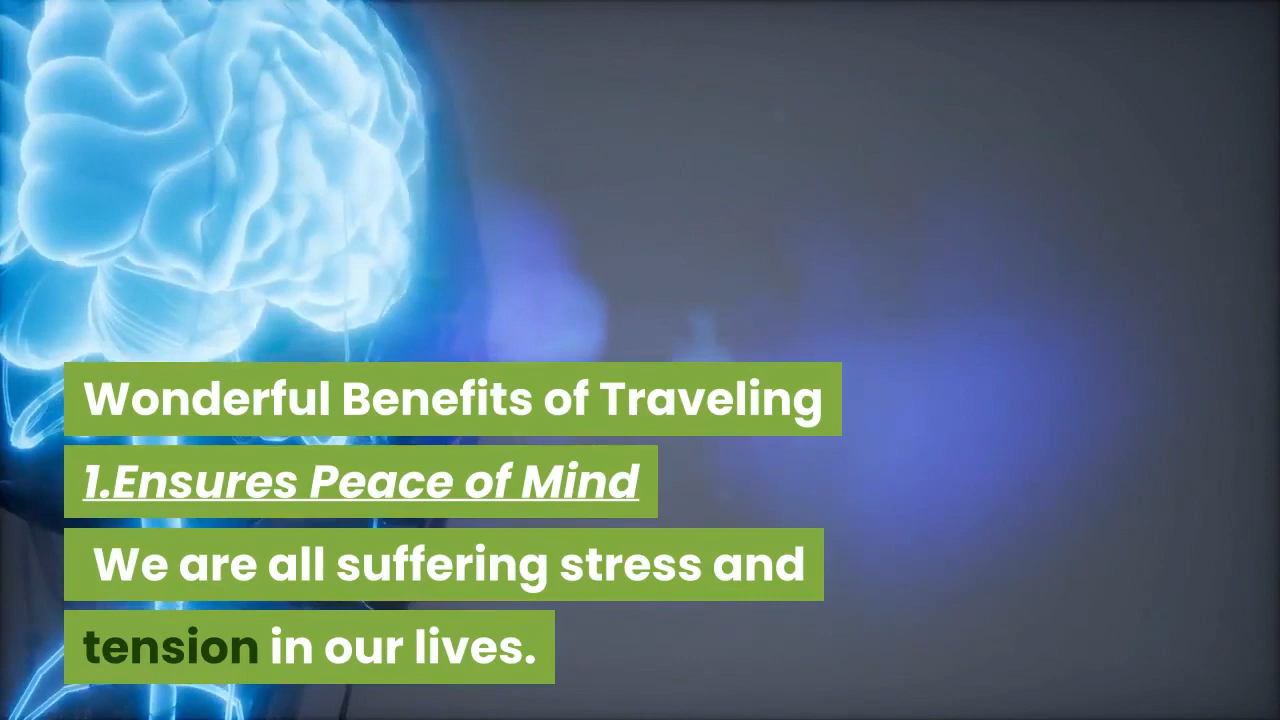 Wonderful Benefits of Traveling
1.Ensures Peace of Mind
We are all suffering stress and
tension in our lives.